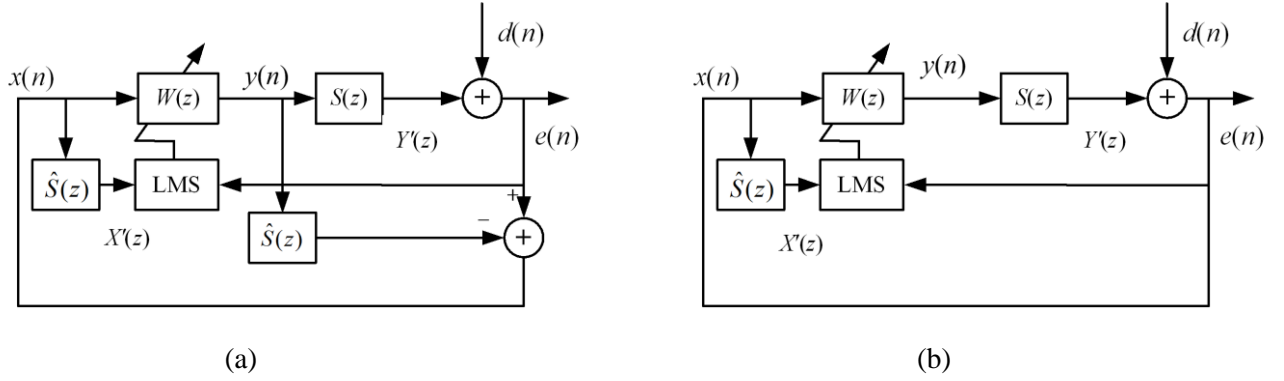 d(n)
x(n)
W(z)
y(n)
S(z)
+
Y'(z)
e(n)
Ŝ(z)
LMS
+
X'(z)
Ŝ(z)
−
+
(a)
d(n)
x(n)
W(z)
y(n)
S(z)
+
Y'(z)
e(n)
Ŝ(z)
LMS
X'(z)
(b)